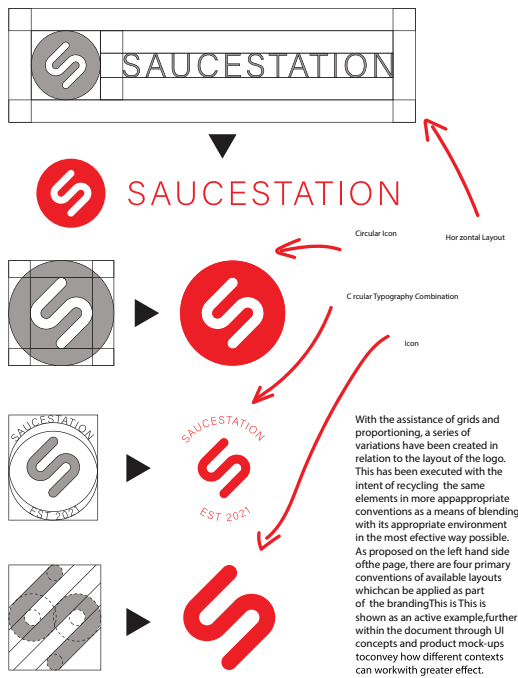 SAUCESTATION
SAUCESTATION
Circular Icon
Hor zontal Layout
C rcular Typography Combination
Icon
SAUCESTATION
EST 2021
SAUCESTATION
EST 2021
With the assistance of grids and
proportioning, a series of
variations have been created in
relation to the layout of the logo.
This has been executed with the
intent of recycling  the same
elements in more appappropriate
conventions as a means of blending
with its appropriate environment
in the most efective way possible.
As proposed on the left hand side
ofthe page, there are four primary
conventions of available layouts
whichcan be applied as part
of  the brandingThis is This is
shown as an active example,further
within the document through UI
concepts and product mock-ups
toconvey how different contexts
can workwith greater effect.